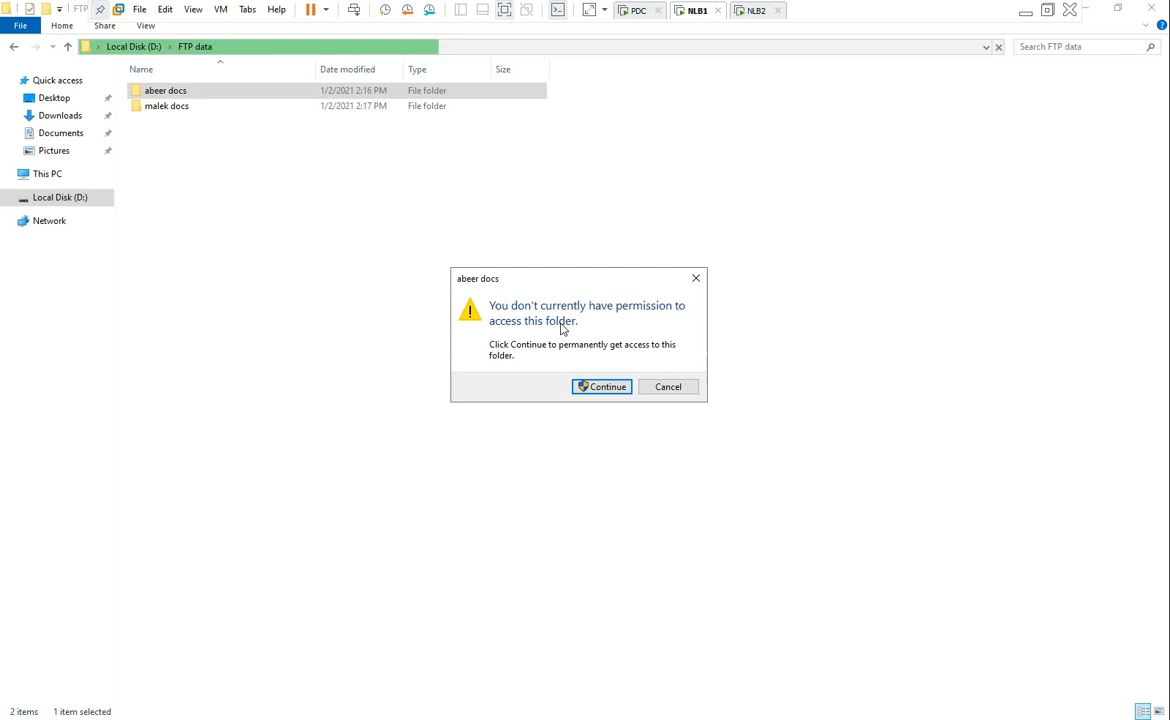 FTP File Edit View VM Tabs Help PDC NLB1 NLB2
File Home Share View
Local Disk (D:) FTP data Search FTP data
Name Date modified Type Size
abeer docs 1/2/2021 2:16 PM File folder
malek docs 1/2/2021 2:17 PM File folder
Quick access
Desktop
Downloads
Documents
Pictures
This PC
Local Disk (D:)
Network
abeer docs
You don't currently have permission to
access this folder.
Click Continue to permanently get access to this
folder.
Continue Cancel
2 items 1 item selected